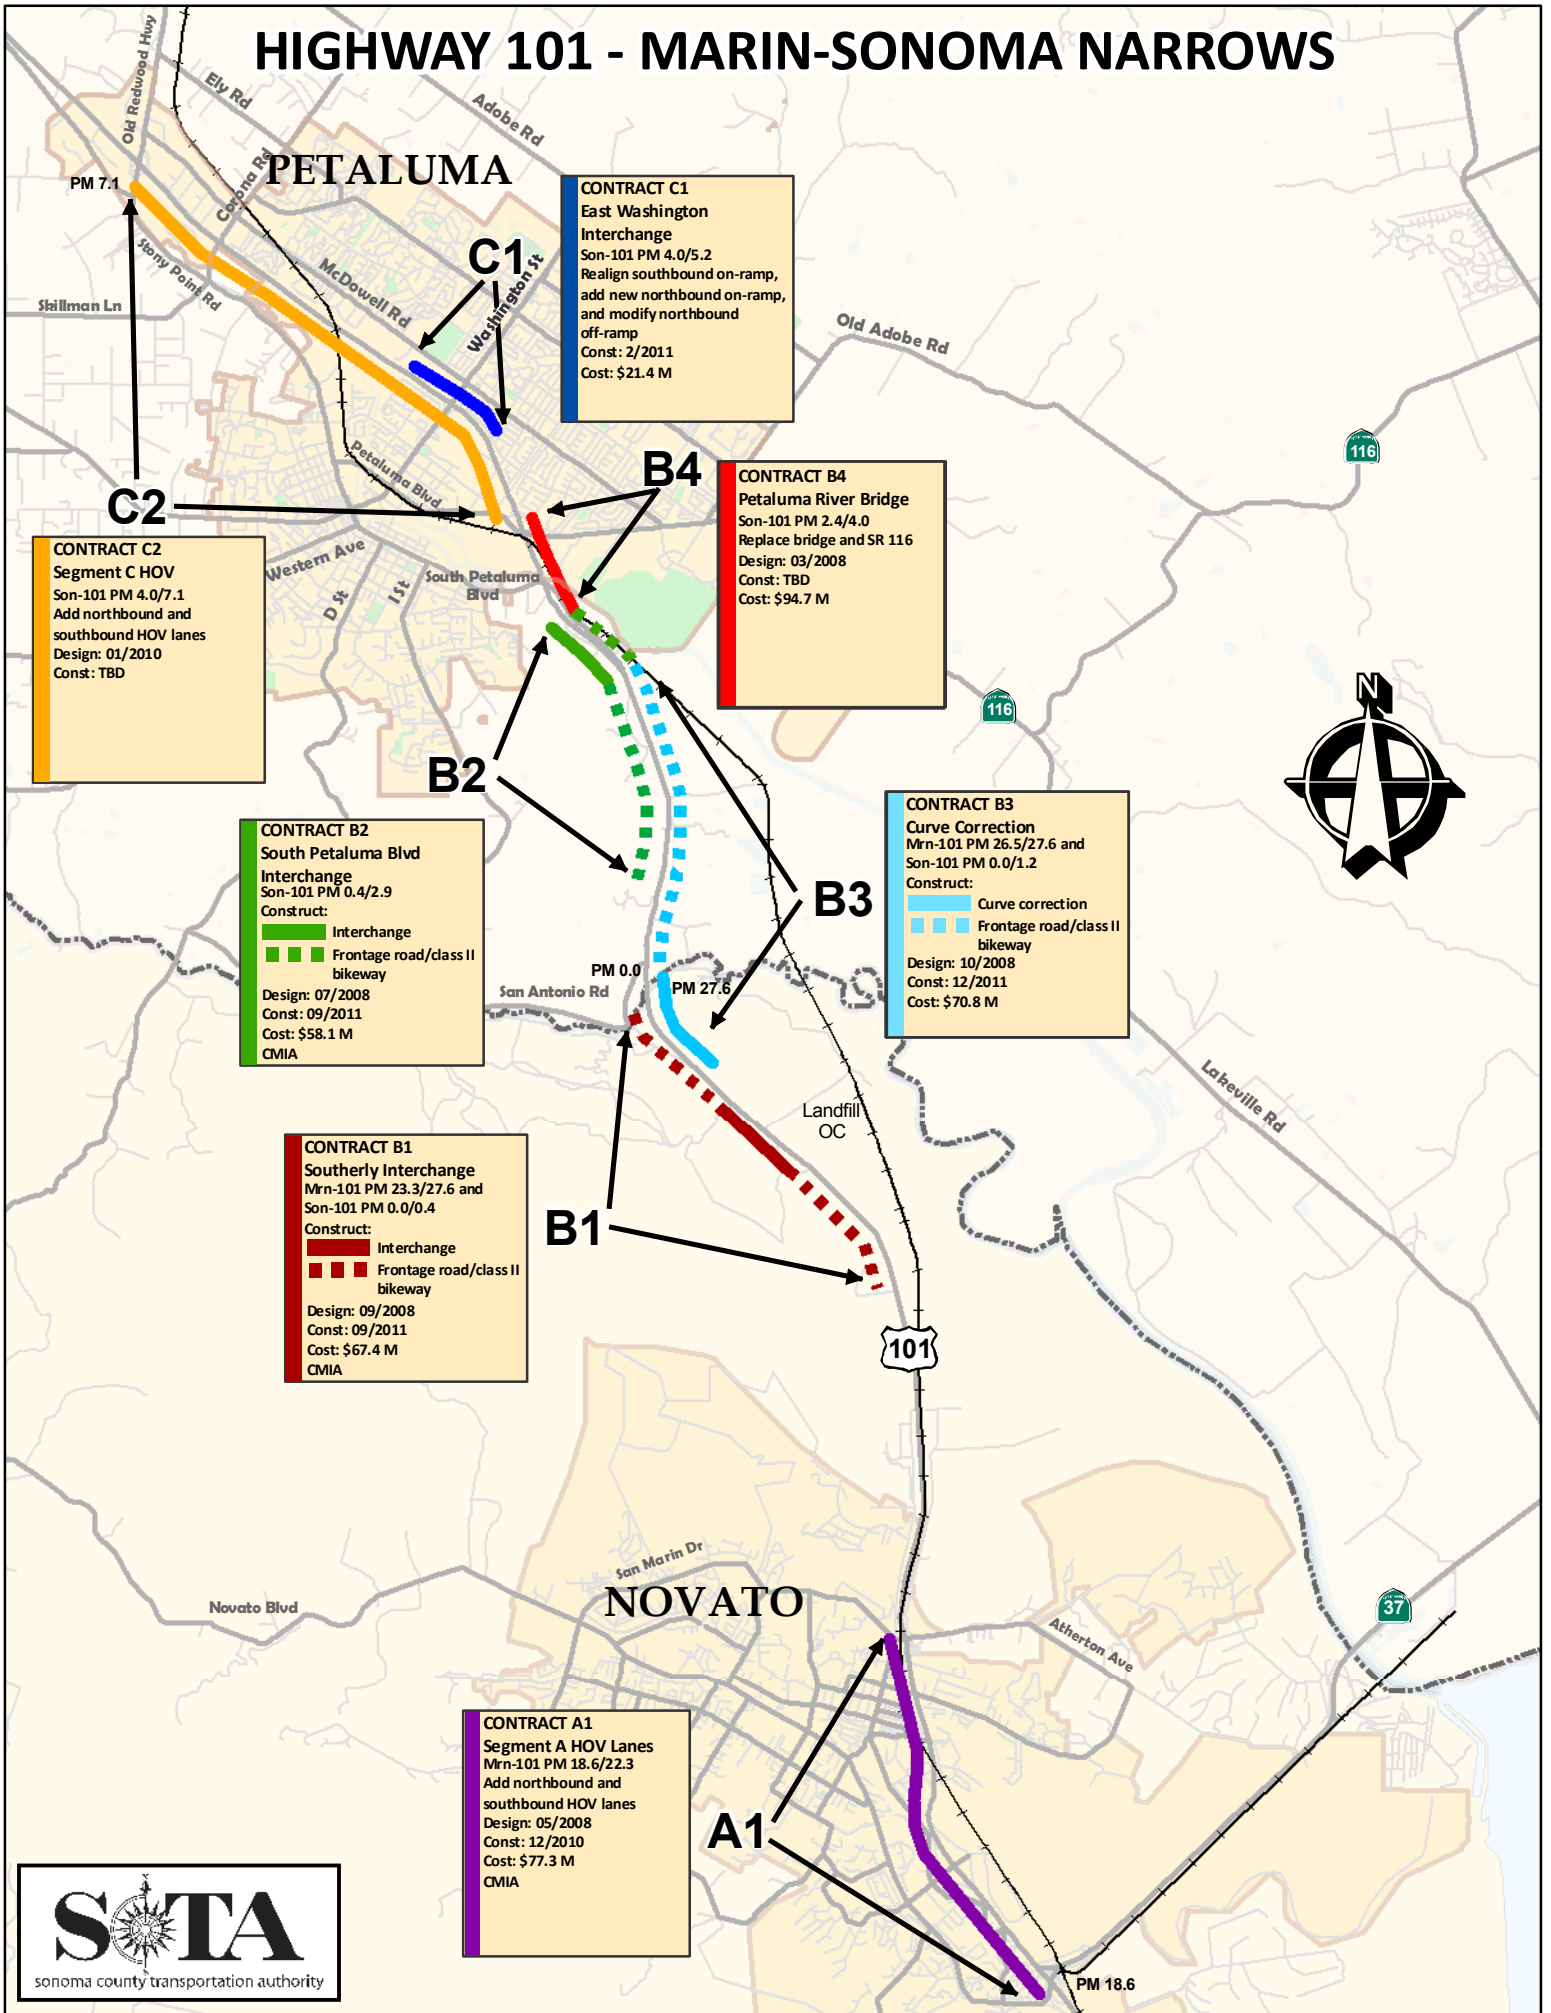 HIGHWAY 101 - MARIN-SONOMA NARROWS
Old Redwood Hwy
Ely Rd
Adobe Rd
PETALUMA
Corona Rd
PM 7.1
Stony Point Rd
Skillman Ln
McDowell Rd
C1
Washington St
CONTRACT C1
East Washington
Interchange
Son-101 PM 4.0/5.2
Realign southbound on-ramp,
add new northbound on-ramp,
and modify northbound
off-ramp
Const: 2/2011
Cost: $21.4 M
Old Adobe Rd
116
Petaluma Blvd
C2
B4
CONTRACT B4
Petaluma River Bridge
Son-101 PM 2.4/4.0
Replace bridge and SR 116
Design: 03/2008
Const: TBD
Cost: $94.7 M
CONTRACT C2
Segment C HOV
Son-101 PM 4.0/7.1
Add northbound and
southbound HOV lanes
Design: 01/2010
Const: TBD
Western Ave
D St
I St
South Petaluma
Blvd
116
N
B2
CONTRACT B2
South Petaluma Blvd
Interchange
Son-101 PM 0.4/2.9
Construct:
Interchange
Frontage road/class II
bikeway
Design: 07/2008
Const: 09/2011
Cost: $58.1 M
CMIA
CONTRACT B3
Curve Correction
Mrn-101 PM 26.5/27.6 and
Son-101 PM 0.0/1.2
Construct:
Curve correction
Frontage road/class II
bikeway
Design: 10/2008
Const: 12/2011
Cost: $70.8 M
B3
PM 0.0
PM 27.6
San Antonio Rd
Landfill
OC
Lakeville Rd
CONTRACT B1
Southerly Interchange
Mrn-101 PM 23.3/27.6 and
Son-101 PM 0.0/0.4
Construct:
Interchange
Frontage road/class II
bikeway
Design: 09/2008
Const: 09/2011
Cost: $67.4 M
CMIA
B1
101
San Marin Dr
NOVATO
Novato Blvd
37
Atherton Ave
CONTRACT A1
Segment A HOV Lanes
Mrn-101 PM 18.6/22.3
Add northbound and
southbound HOV lanes
Design: 05/2008
Const: 12/2010
Cost: $77.3 M
CMIA
A1
PM 18.6
SCTA
sonoma county transportation authority